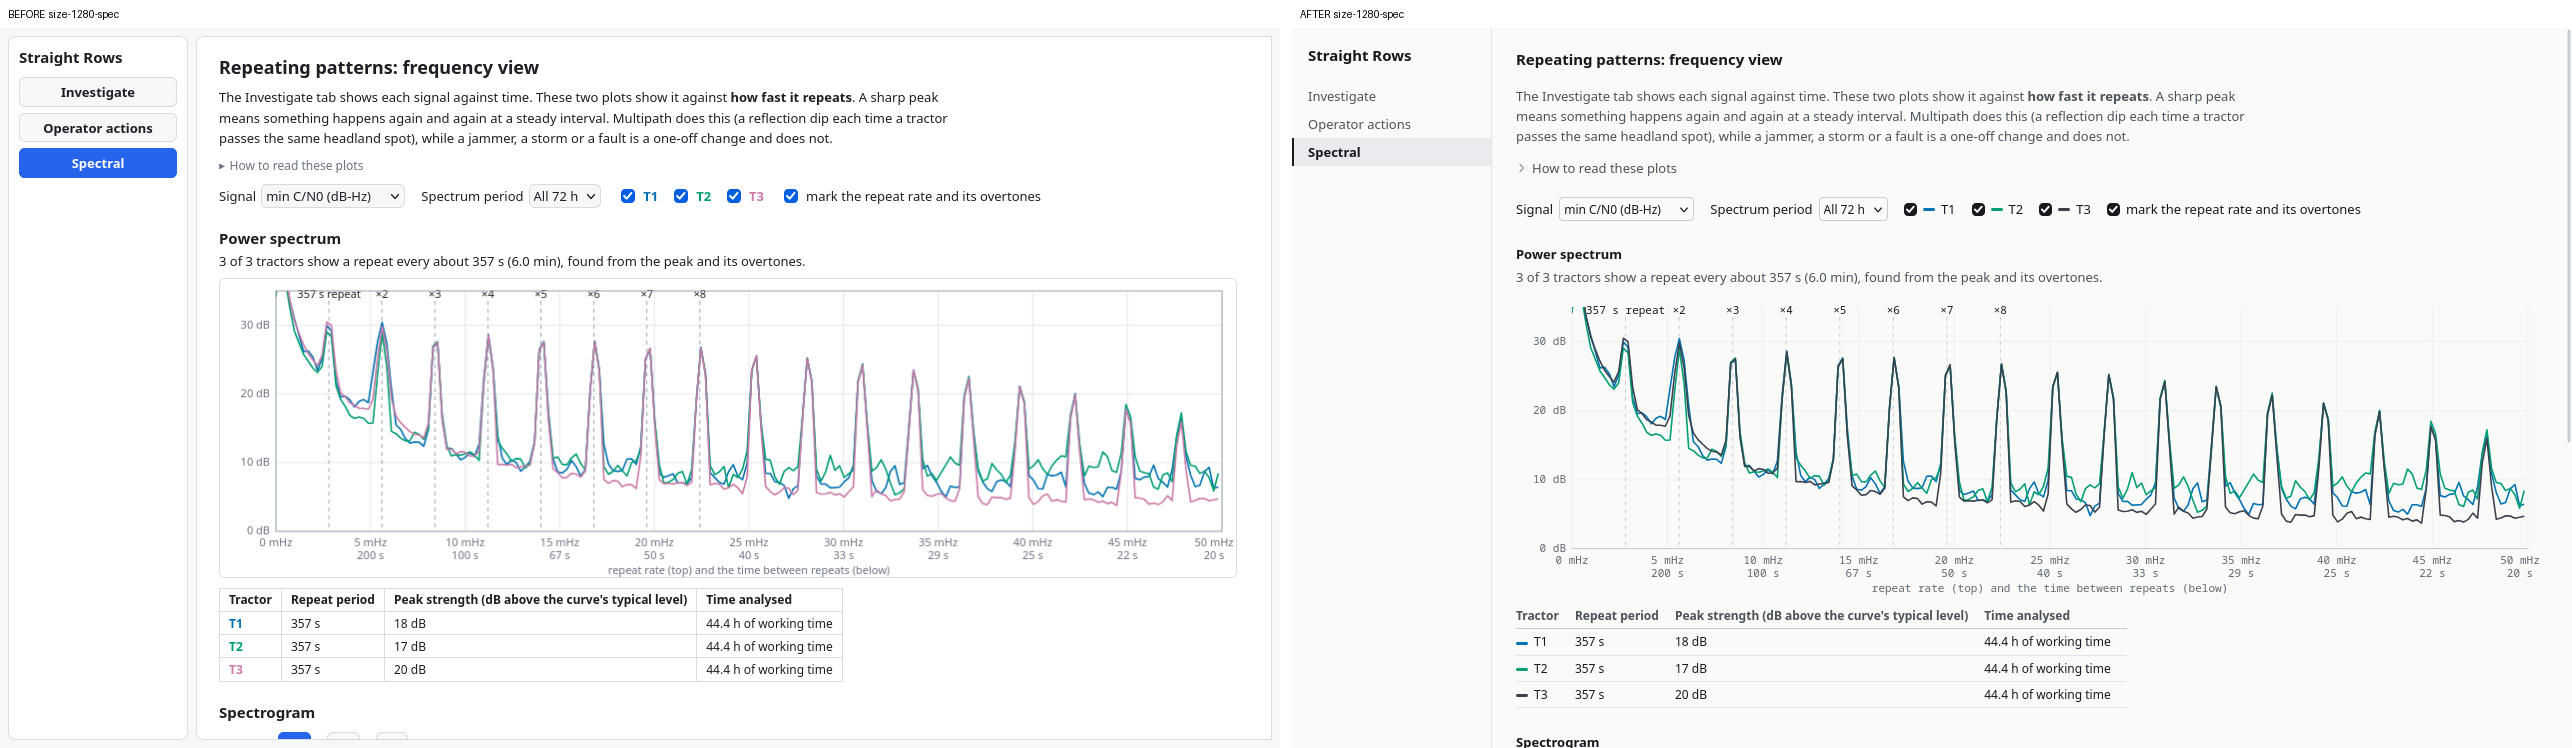 BEFORE size-1280-spec
Straight Rows
Investigate
Operator actions
Spectral
Repeating patterns: frequency view
The Investigate tab shows each signal against time. These two plots show it against how fast it repeats. A sharp peak
means something happens again and again at a steady interval. Multipath does this (a reflection dip each time a tractor
passes the same headland spot), while a jammer, a storm or a fault is a one-off change and does not.
▸ How to read these plots
Signal min C/N0 (dB-Hz) Spectrum period All 72 h T1 T2 T3 mark the repeat rate and its overtones
Power spectrum
3 of 3 tractors show a repeat every about 357 s (6.0 min), found from the peak and its overtones.
357 s repeat ×2 ×3 ×4 ×5 ×6 ×7 ×8
30 dB
20 dB
10 dB
0 dB
0 mHz 5 mHz 10 mHz 15 mHz 20 mHz 25 mHz 30 mHz 35 mHz 40 mHz 45 mHz 50 mHz
200 s 100 s 67 s 50 s 40 s 33 s 29 s 25 s 22 s 20 s
repeat rate (top) and the time between repeats (below)
Tractor Repeat period Peak strength (dB above the curve's typical level) Time analysed
T1 357 s 18 dB 44.4 h of working time
T2 357 s 17 dB 44.4 h of working time
T3 357 s 20 dB 44.4 h of working time
Spectrogram
AFTER size-1280-spec
Straight Rows
Investigate
Operator actions
Spectral
Repeating patterns: frequency view
The Investigate tab shows each signal against time. These two plots show it against how fast it repeats. A sharp peak
means something happens again and again at a steady interval. Multipath does this (a reflection dip each time a tractor
passes the same headland spot), while a jammer, a storm or a fault is a one-off change and does not.
How to read these plots
Signal min C/N0 (dB-Hz) Spectrum period All 72 h T1 T2 T3 mark the repeat rate and its overtones
Power spectrum
3 of 3 tractors show a repeat every about 357 s (6.0 min), found from the peak and its overtones.
357 s repeat ×2 ×3 ×4 ×5 ×6 ×7 ×8
30 dB
20 dB
10 dB
0 dB
0 mHz 5 mHz 10 mHz 15 mHz 20 mHz 25 mHz 30 mHz 35 mHz 40 mHz 45 mHz 50 mHz
200 s 100 s 67 s 50 s 40 s 33 s 29 s 25 s 22 s 20 s
repeat rate (top) and the time between repeats (below)
Tractor Repeat period Peak strength (dB above the curve's typical level) Time analysed
T1 357 s 18 dB 44.4 h of working time
T2 357 s 17 dB 44.4 h of working time
T3 357 s 20 dB 44.4 h of working time
Spectrogram